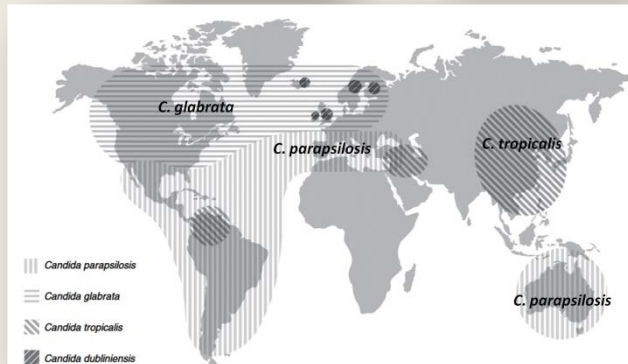 C. glabrata
C. parapsilosis
C. tropicalis
C. parapsilosis
Candida parapsilosis
Candida glabrata
Candida tropicalis
Candida dubliniensis